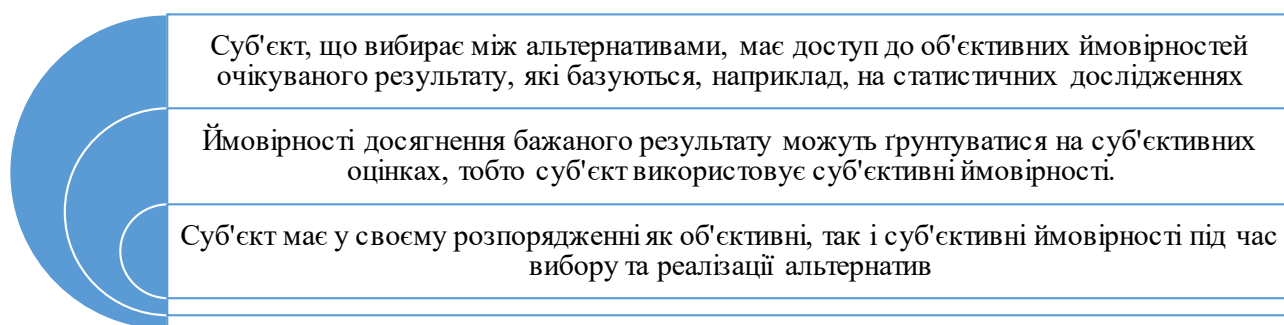 Суб'єкт, що вибирає між альтернативами, має доступ до об'єктивних ймовірностей
очікуваного результату, які базуються, наприклад, на статистичних дослідженнях
Ймовірності досягнення бажаного результату можуть ґрунтуватися на суб'єктивних
оцінках, тобто суб'єкт використовує суб'єктивні ймовірності.
Суб'єкт має у своєму розпорядженні як об'єктивні, так і суб'єктивні ймовірності під час
вибору та реалізації альтернатив